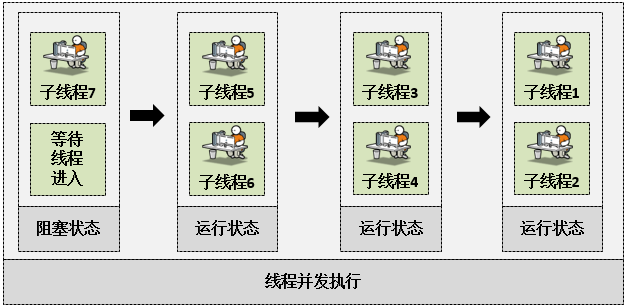 子线程7
等待
线程
进入
阻塞状态
子线程5
子线程6
运行状态
子线程3
子线程4
运行状态
子线程1
子线程2
运行状态
线程并发执行